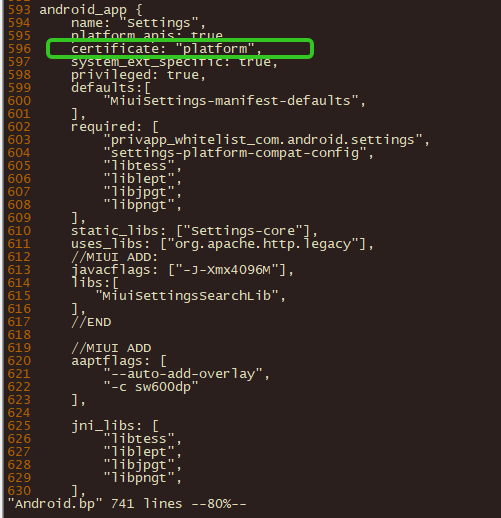 593 android_app {
594     name: "Settings",
595     platform_apis: true,
596     certificate: "platform",
597     system_ext_specific: true,
598     privileged: true,
599     defaults:[
600         "MiuiSettings-manifest-defaults",
601     ],
602     required: [
603         "privapp_whitelist_com.android.settings",
604         "settings-platform-compat-config",
605         "libtess",
606         "liblept",
607         "libjpgt",
608         "libpngt",
609     ],
610     static_libs: ["Settings-core"],
611     uses_libs: ["org.apache.http.legacy"],
612     //MIUI ADD:
613     javacflags: ["-J-Xmx4096M"],
614     libs:[
615        "MiuiSettingsSearchLib",
616     ],
617     //END
618
619     //MIUI ADD
620     aaptflags: [
621         "--auto-add-overlay",
622         "-c sw600dp"
623     ],
624
625     jni_libs: [
626         "libtess",
627         "liblept",
628         "libjpgt",
629         "libpngt",
630     ],
"Android.bp" 741 lines --80%--